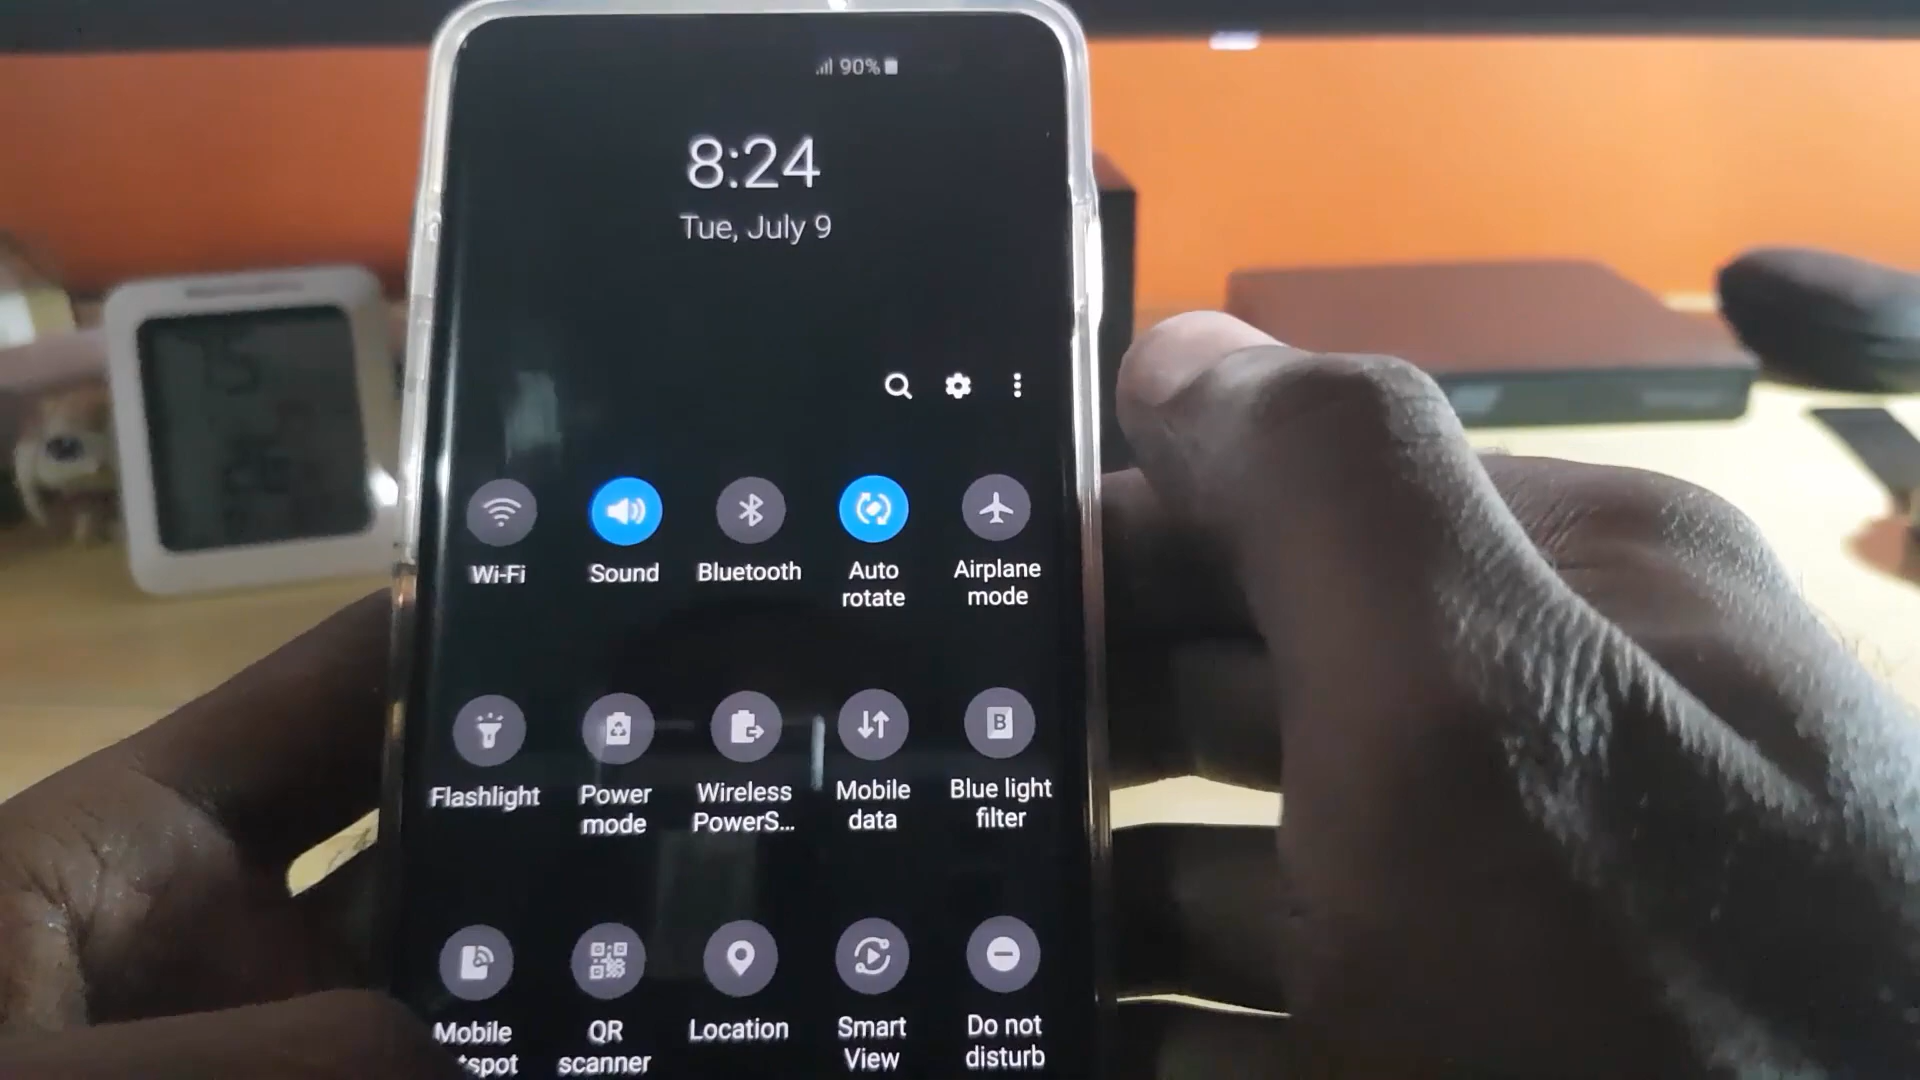 90%
8:24
Tue, July 9
Wi-Fi
Sound
Bluetooth
Auto
rotate
Airplane
mode
Flashlight
Power
mode
Wireless
PowerS...
Mobile
data
Blue light
filter
Mobile
QR
scanner
Location
Smart
View
Do not
disturb